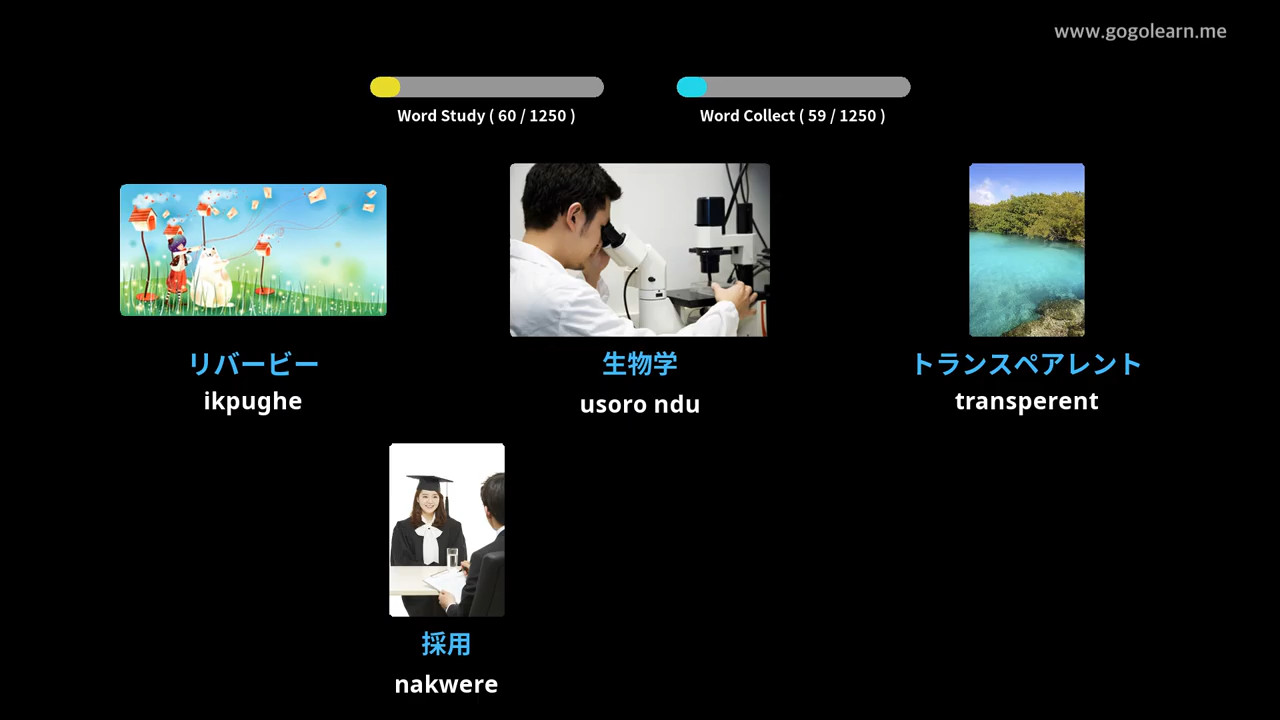 www.gogolearn.me
Word Study ( 60 / 1250 )
Word Collect ( 59 / 1250 )
リバービー
ikpughe
生物学
usoro ndu
トランスペアレント
transperent
採用
nakwere